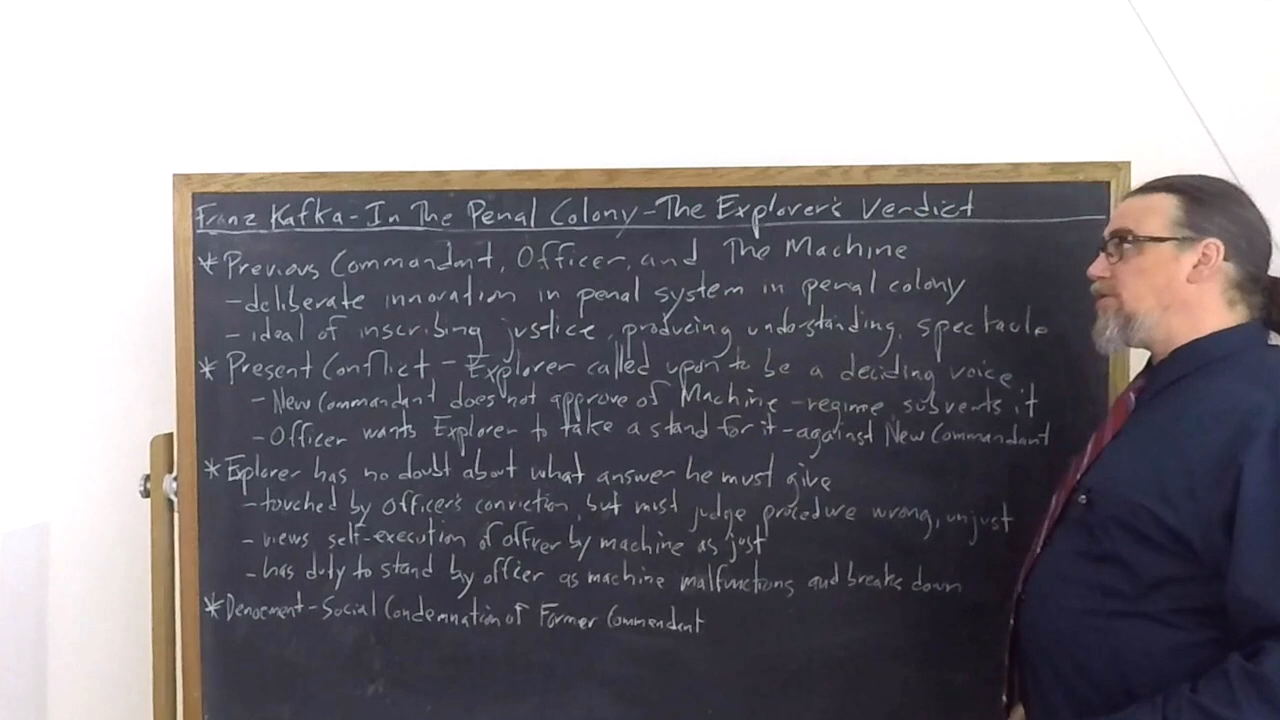 Franz Kafka - In The Penal Colony - The Explorer's Verdict
* Previous Commandant, Officer, and The Machine
- deliberate innovation in penal system in penal colony
- ideal of inscribing justice, producing understanding, spectacle
* Present Conflict - Explorer called upon to be a deciding voice
- New Commandant does not approve of Machine - regime subverts it
- Officer wants Explorer to take a stand for it - against New Commandant
* Explorer has no doubt about what answer he must give
- touched by Officer's conviction, but must judge procedure wrong, unjust
- views self-execution of officer by machine as just
- has duty to stand by officer as machine malfunctions and breaks down
* Denoement - Social Condemnation of Former Commandant